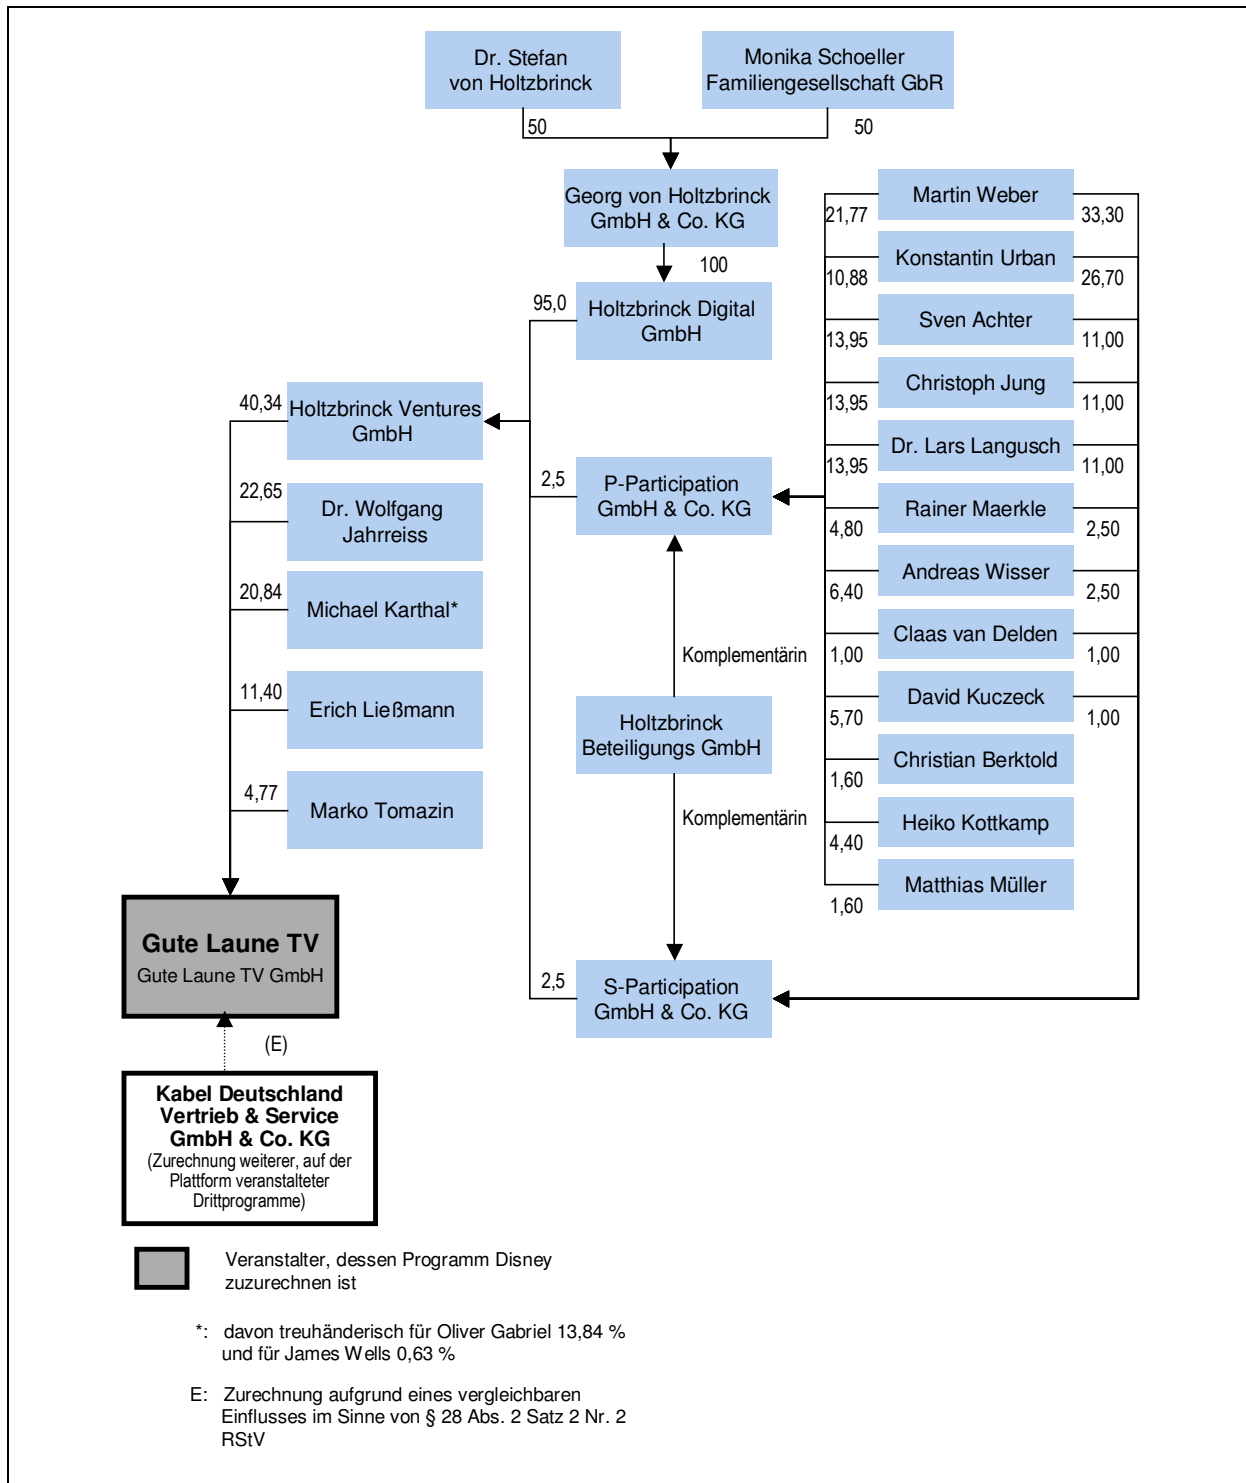 Dr. Stefan
von Holtzbrinck
Monika Schoeller
Familiengesellschaft GbR
50
50
Georg von Holtzbrinck
GmbH & Co. KG
100
Holtzbrinck Digital
GmbH
95,0
Holtzbrinck Ventures
GmbH
40,34
Dr. Wolfgang
Jahrreiss
22,65
Michael Karthal*
20,84
Erich Ließmann
11,40
Marko Tomazin
4,77
P-Participation
GmbH & Co. KG
2,5
Komplementärin
Holtzbrinck
Beteiligungs GmbH
Komplementärin
S-Participation
GmbH & Co. KG
2,5
Martin Weber
21,77
33,30
Konstantin Urban
10,88
26,70
Sven Achter
13,95
11,00
Christoph Jung
13,95
11,00
Dr. Lars Langusch
13,95
11,00
Rainer Maerkle
4,80
2,50
Andreas Wisser
6,40
2,50
Claas van Delden
1,00
1,00
David Kuczeck
5,70
1,00
Christian Berktold
1,60
Heiko Kottkamp
4,40
Matthias Müller
1,60
Gute Laune TV
Gute Laune TV GmbH
(E)
Kabel Deutschland
Vertrieb & Service
GmbH & Co. KG
(Zurechnung weiterer, auf der
Plattform veranstalteter
Drittprogramme)
Veranstalter, dessen Programm Disney
zuzurechnen ist
*: davon treuhänderisch für Oliver Gabriel 13,84 %
und für James Wells 0,63 %
E: Zurechnung aufgrund eines vergleichbaren
Einflusses im Sinne von § 28 Abs. 2 Satz 2 Nr. 2
RStV